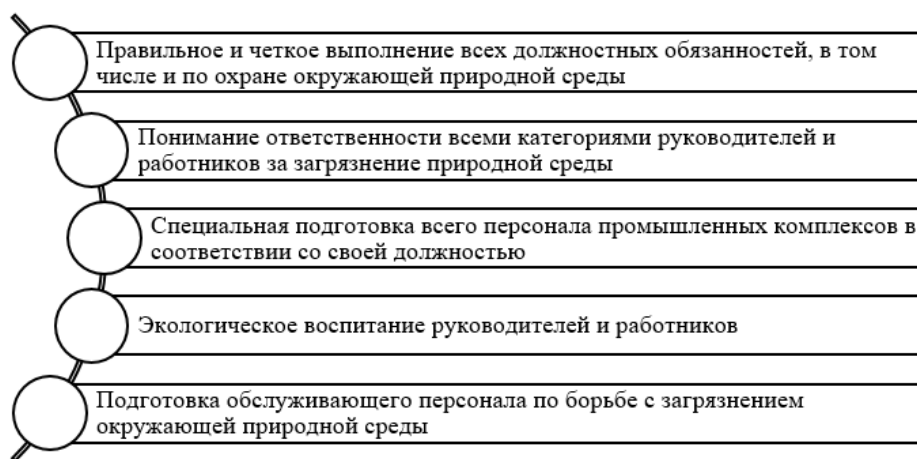 Правильное и четкое выполнение всех должностных обязанностей, в том
числе и по охране окружающей природной среды
Понимание ответственности всеми категориями руководителей и
работников за загрязнение природной среды
Специальная подготовка всего персонала промышленных комплексов в
соответствии со своей должностью
Экологическое воспитание руководителей и работников
Подготовка обслуживающего персонала по борьбе с загрязнением
окружающей природной среды